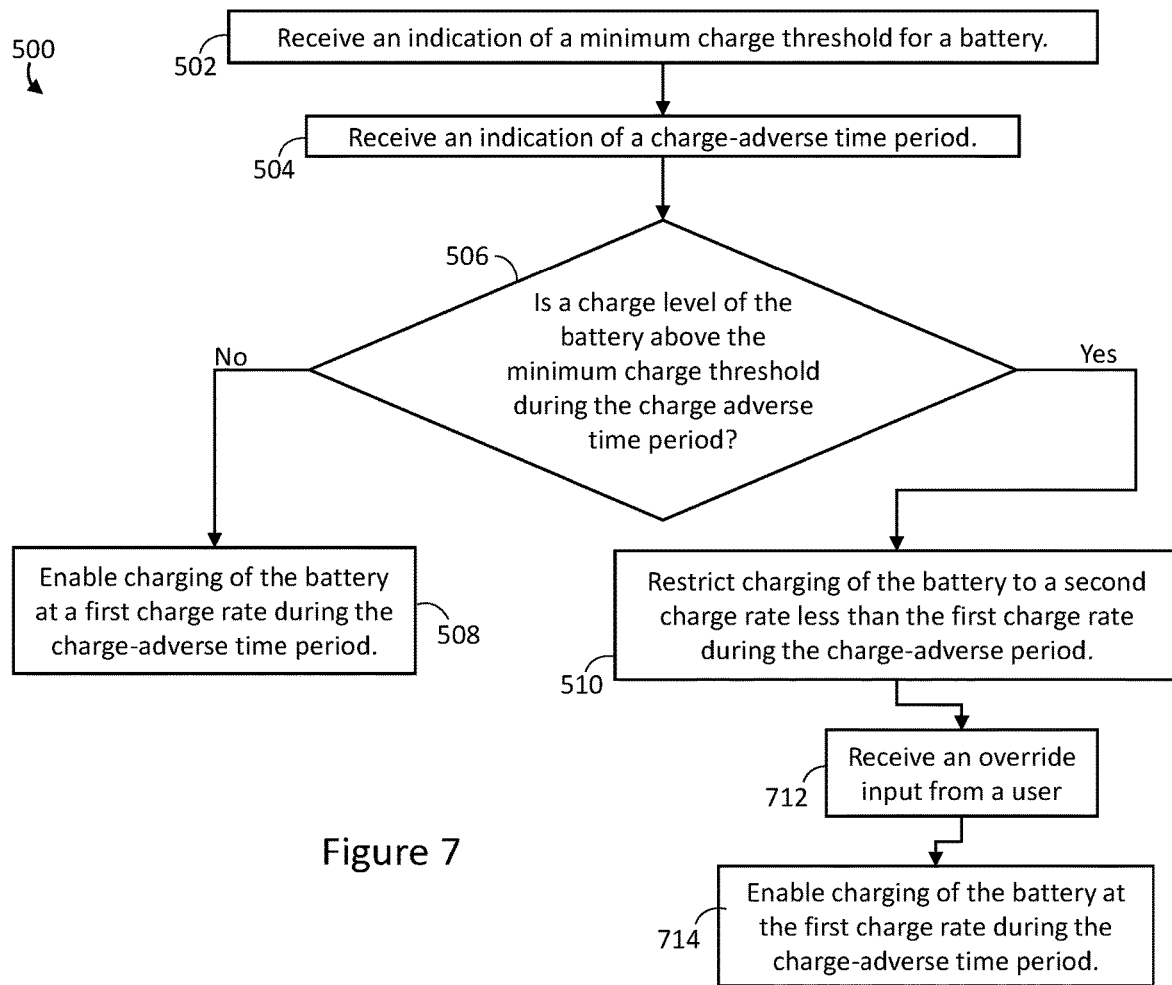 500
Receive an indication of a minimum charge threshold for a battery.
502
Receive an indication of a charge-adverse time period.
504
506
Is a charge level of the
battery above the
minimum charge threshold
during the charge adverse
time period?
No
Yes
Enable charging of the battery
at a first charge rate during the
charge-adverse time period.
508
Restrict charging of the battery to a second
charge rate less than the first charge rate
during the charge-adverse period.
510
Receive an override
input from a user
712
Figure 7
Enable charging of the battery at
the first charge rate during the
charge-adverse time period.
714